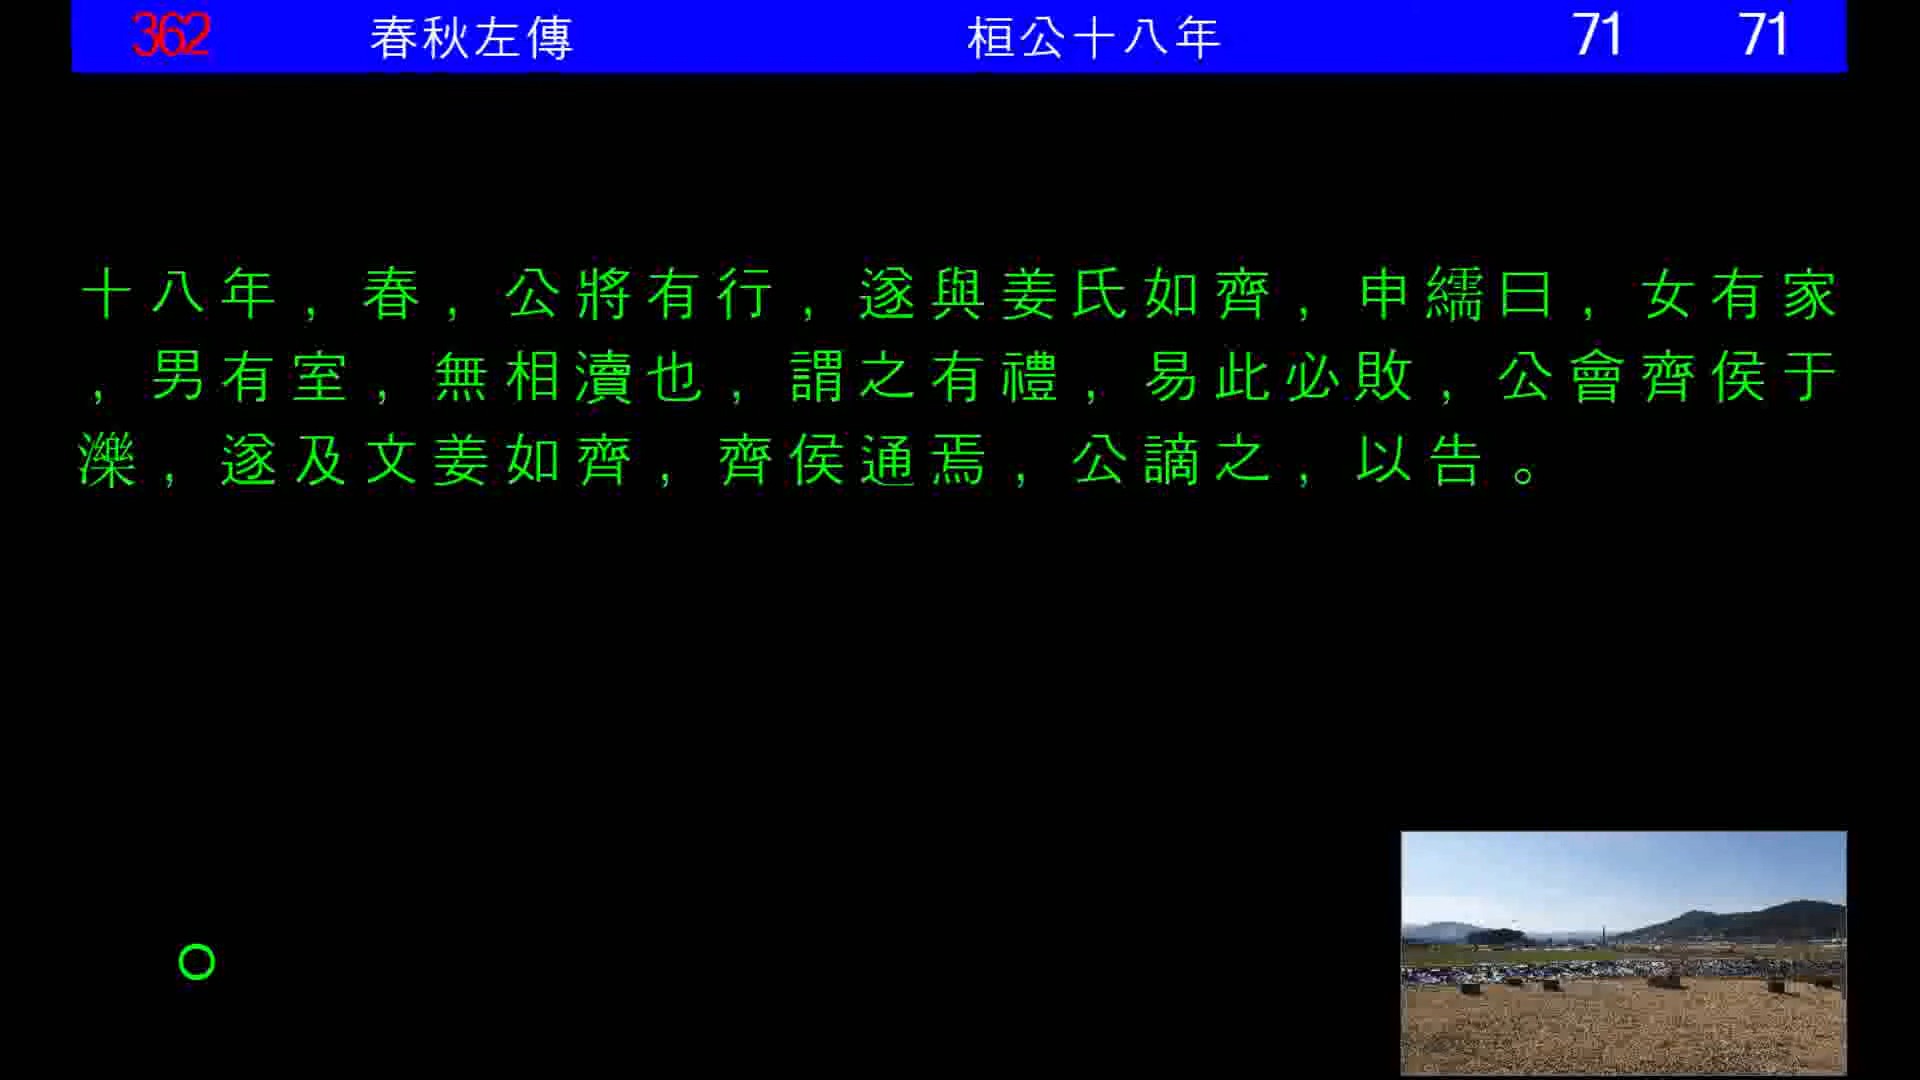 362 春秋左傳 桓公十八年 71 71
十八年，春，公將有行，遂與姜氏如齊，申繻曰，女有家
，男有室，無相瀆也，謂之有禮，易此必敗，公會齊侯于
濼，遂及文姜如齊，齊侯通焉，公謫之，以告。